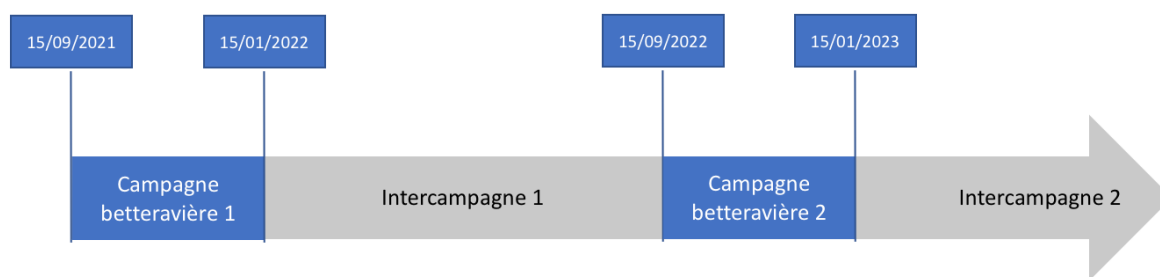 15/09/2021
15/01/2022
15/09/2022
15/01/2023
Campagne
betteravière 1
Intercampagne 1
Campagne
betteravière 2
Intercampagne 2